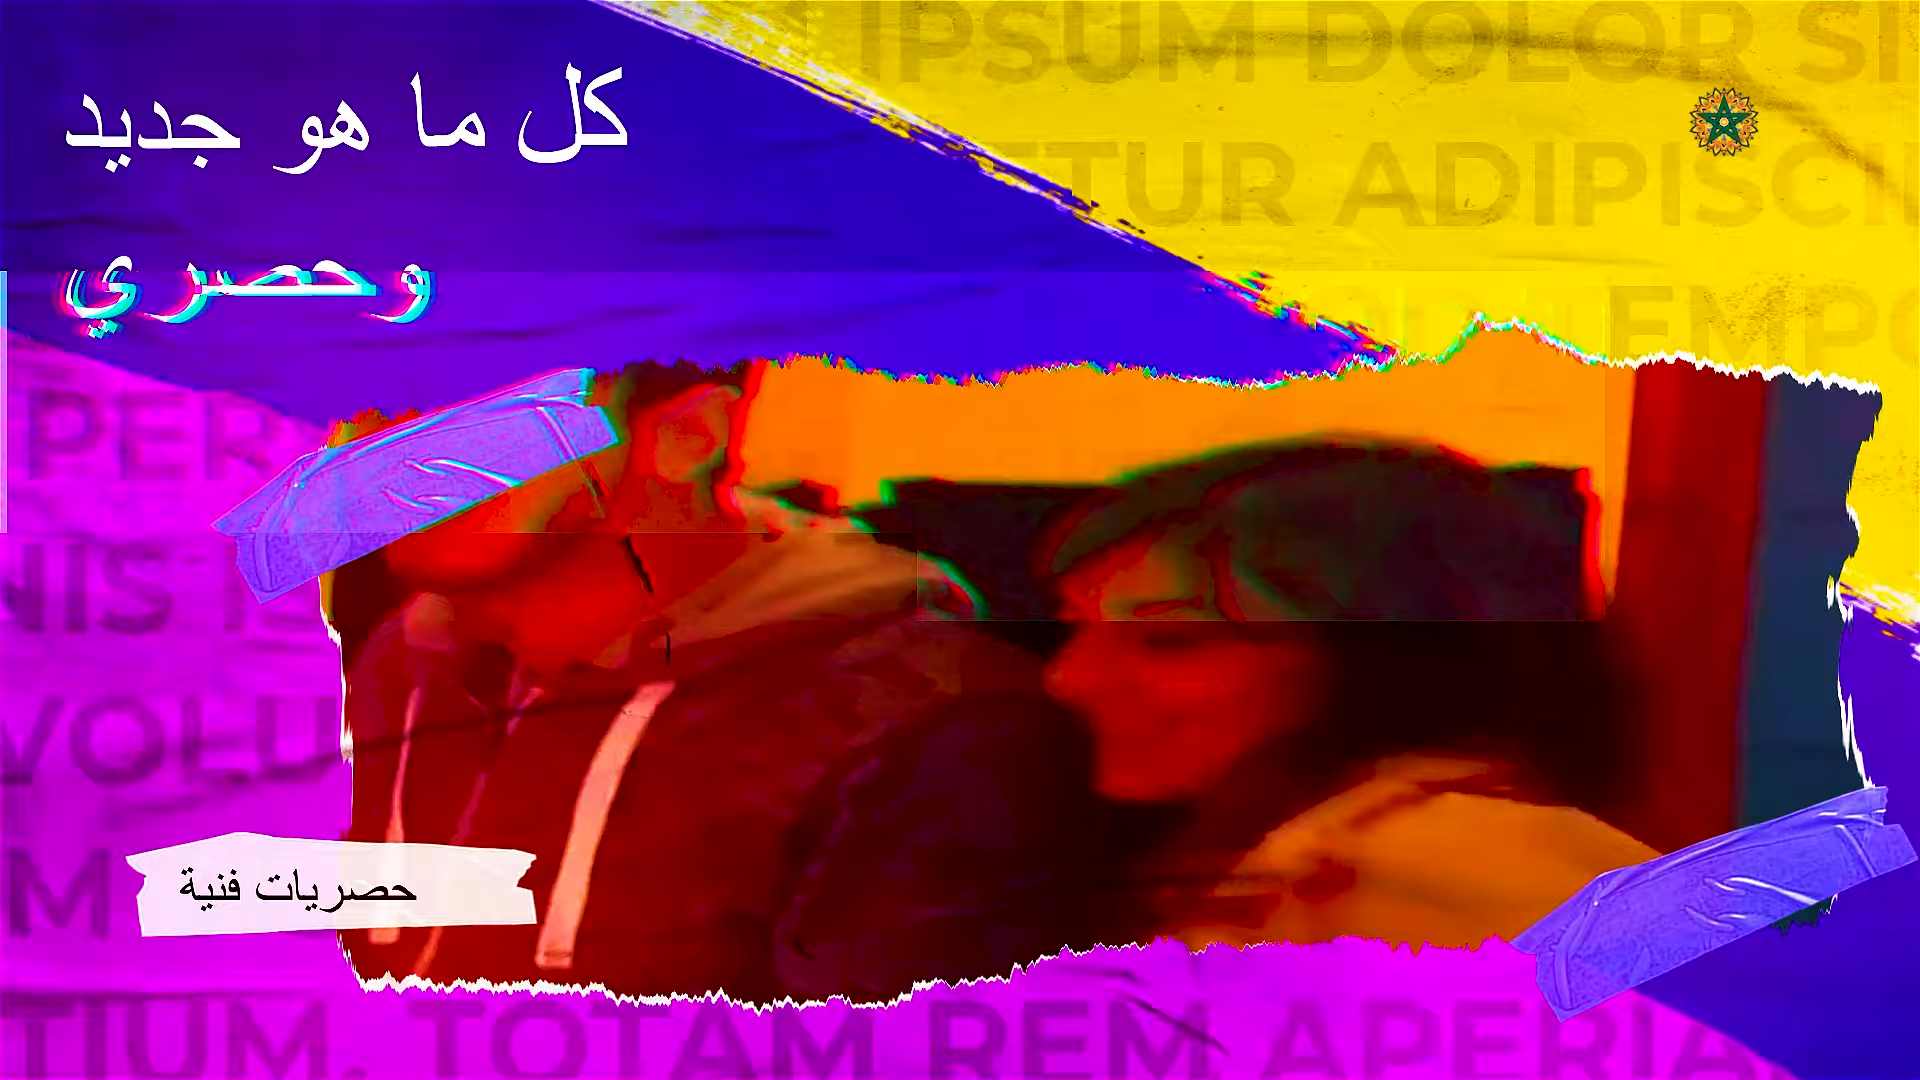 كل ما هو جديد
وحصري
حصريات فنية
IPSUM DOLOR SI
TUR ADIPISCI
EMPO
PER
NIS
VOLU
M
TIUM, TOTAM REM APERIA